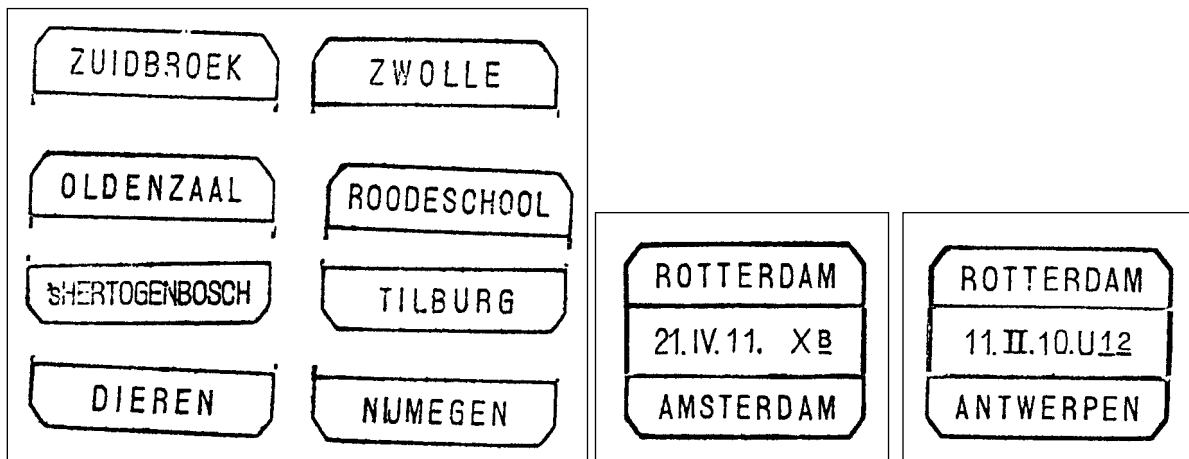 ZUIDBROEK
ZWOLLE
OLDENZAAL
ROODESCHOOL
'sHERTOGENBOSCH
TILBURG
DIEREN
NIJMEGEN
ROTTERDAM
21.IV.11. XB
AMSTERDAM
ROTTERDAM
11.II.10.U12
ANTWERPEN